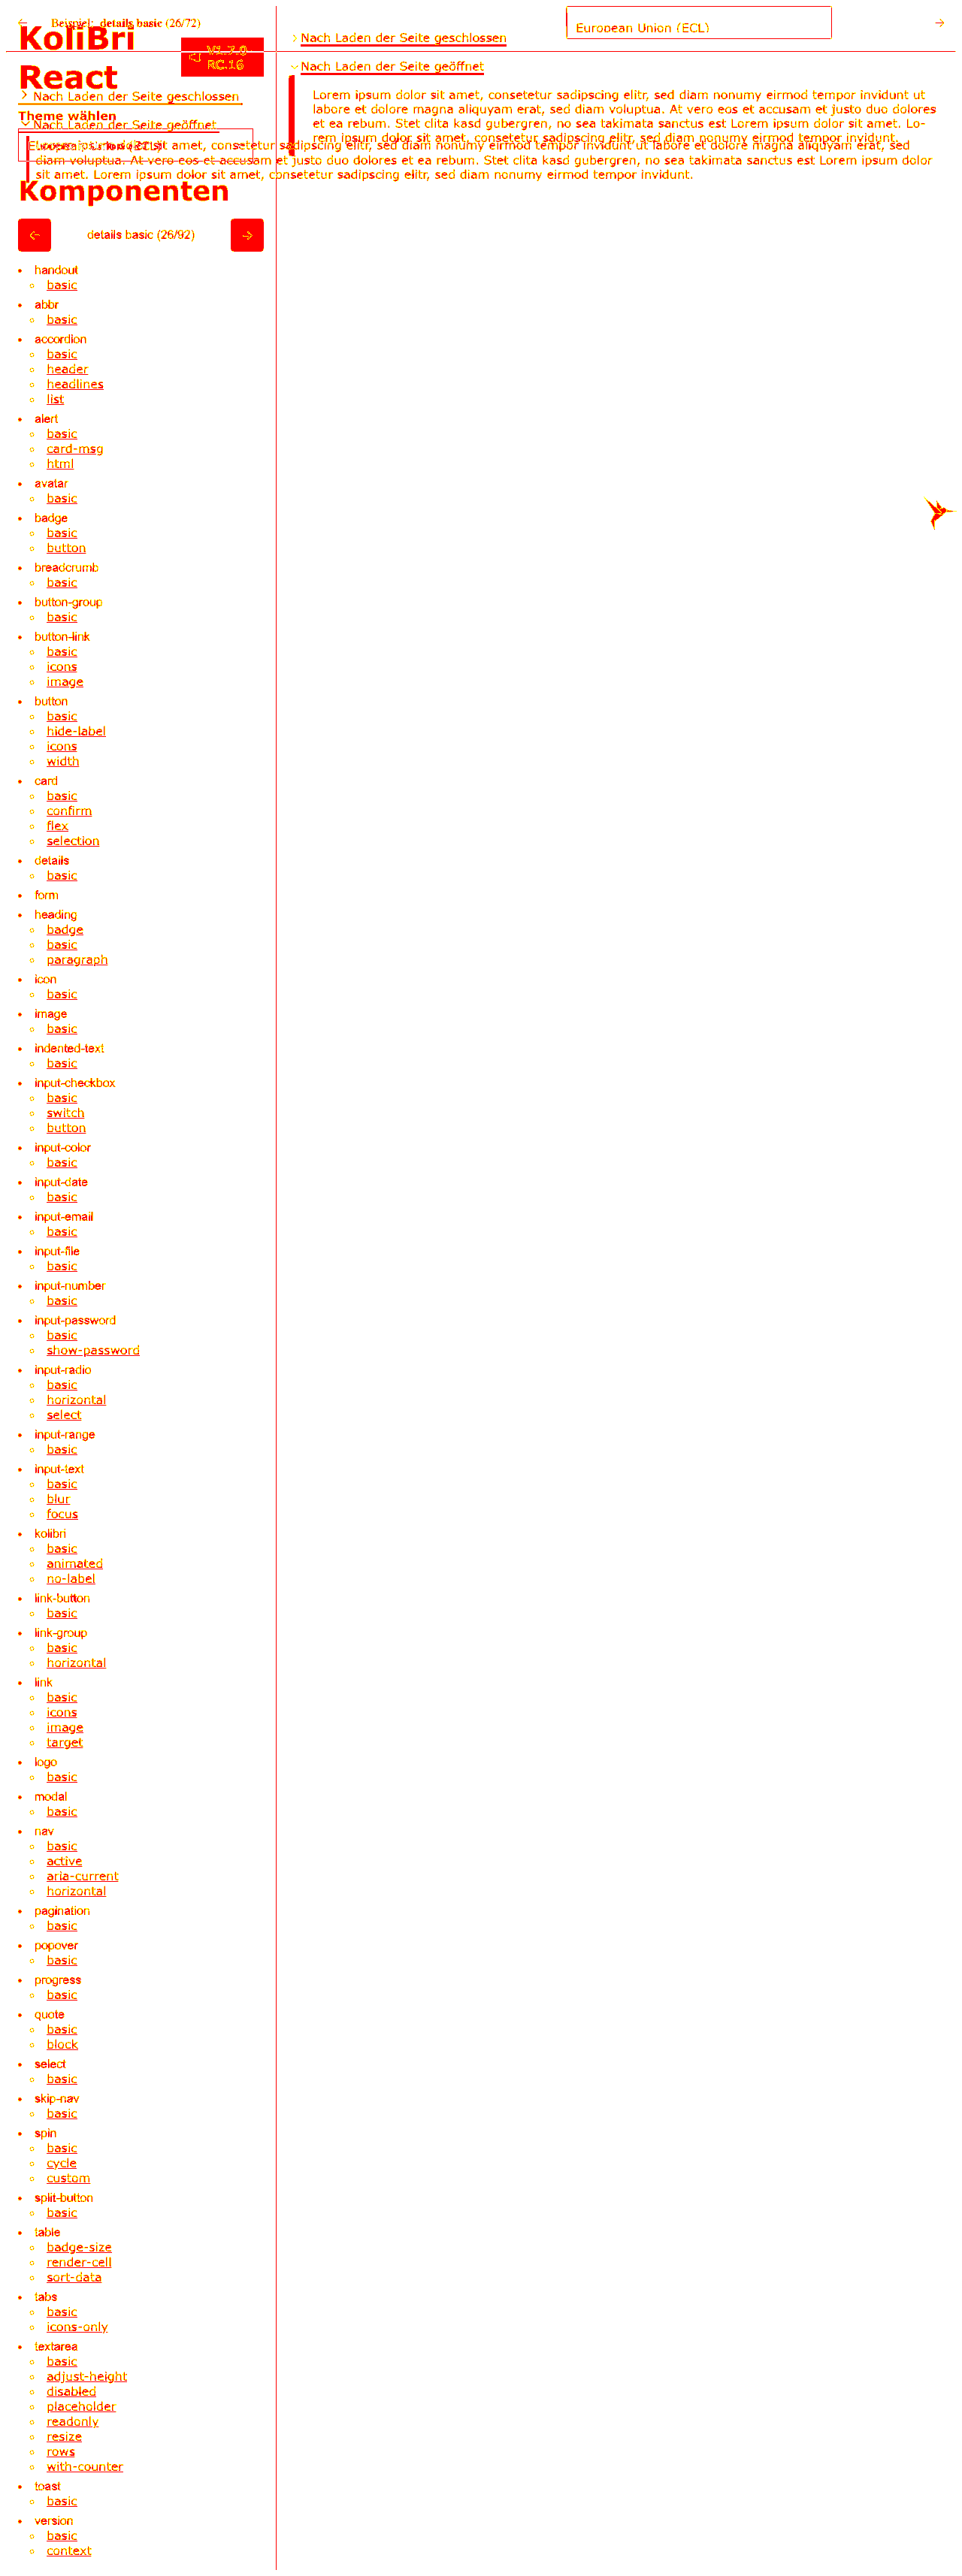 Beispiel: details basic (26/72)
European Union (ECL)
KoliBri
React
V1.7.0-
RC.16
Nach Laden der Seite geschlossen
Nach Laden der Seite geöffnet
Lorem ipsum dolor sit amet, consetetur sadipscing elitr, sed diam nonumy eirmod tempor invidunt ut
labore et dolore magna aliquyam erat, sed diam voluptua. At vero eos et accusam et justo duo dolores
et ea rebum. Stet clita kasd gubergren, no sea takimata sanctus est Lorem ipsum dolor sit amet. Lo-
rem ipsum dolor sit amet, consetetur sadipscing elitr, sed diam nonumy eirmod tempor invidunt.
Nach Laden der Seite geschlossen
Theme wählen
Nach Laden der Seite geöffnet
European Union (ECL)
Lorem ipsum dolor sit amet, consetetur sadipscing elitr, sed diam nonumy eirmod tempor invidunt ut labore et dolore magna aliquyam erat, sed
diam voluptua. At vero eos et accusam et justo duo dolores et ea rebum. Stet clita kasd gubergren, no sea takimata sanctus est Lorem ipsum dolor
sit amet. Lorem ipsum dolor sit amet, consetetur sadipscing elitr, sed diam nonumy eirmod tempor invidunt.
Komponenten
details basic (26/92)
handout
basic
abbr
basic
accordion
basic
header
headlines
list
alert
basic
card-msg
html
avatar
basic
badge
basic
button
breadcrumb
basic
button-group
basic
button-link
basic
icons
image
button
basic
hide-label
icons
width
card
basic
confirm
flex
selection
details
basic
form
heading
badge
basic
paragraph
icon
basic
image
basic
indented-text
basic
input-checkbox
basic
switch
button
input-color
basic
input-date
basic
input-email
basic
input-file
basic
input-number
basic
input-password
basic
show-password
input-radio
basic
horizontal
select
input-range
basic
input-text
basic
blur
focus
kolibri
basic
animated
no-label
link-button
basic
link-group
basic
horizontal
link
basic
icons
image
target
logo
basic
modal
basic
nav
basic
active
aria-current
horizontal
pagination
basic
popover
basic
progress
basic
quote
basic
block
select
basic
skip-nav
basic
spin
basic
cycle
custom
split-button
basic
table
badge-size
render-cell
sort-data
tabs
basic
icons-only
textarea
basic
adjust-height
disabled
placeholder
readonly
resize
rows
with-counter
toast
basic
version
basic
context